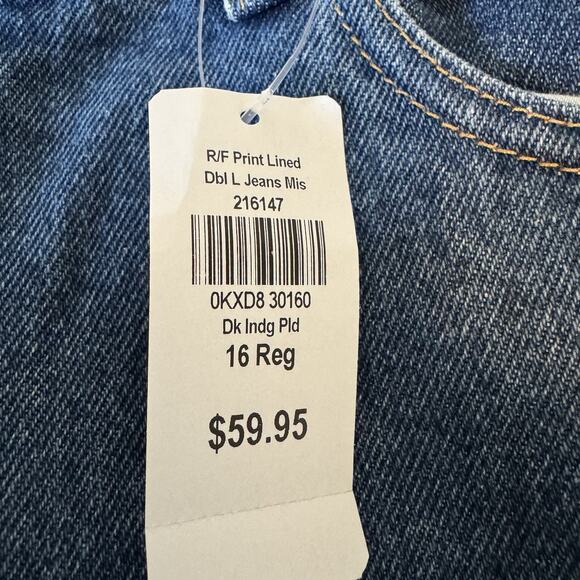 R/F Print Lined
Dbl L Jeans Mis
216147
0KXD8 30160
Dk Indg Pld
16 Reg
$59.95